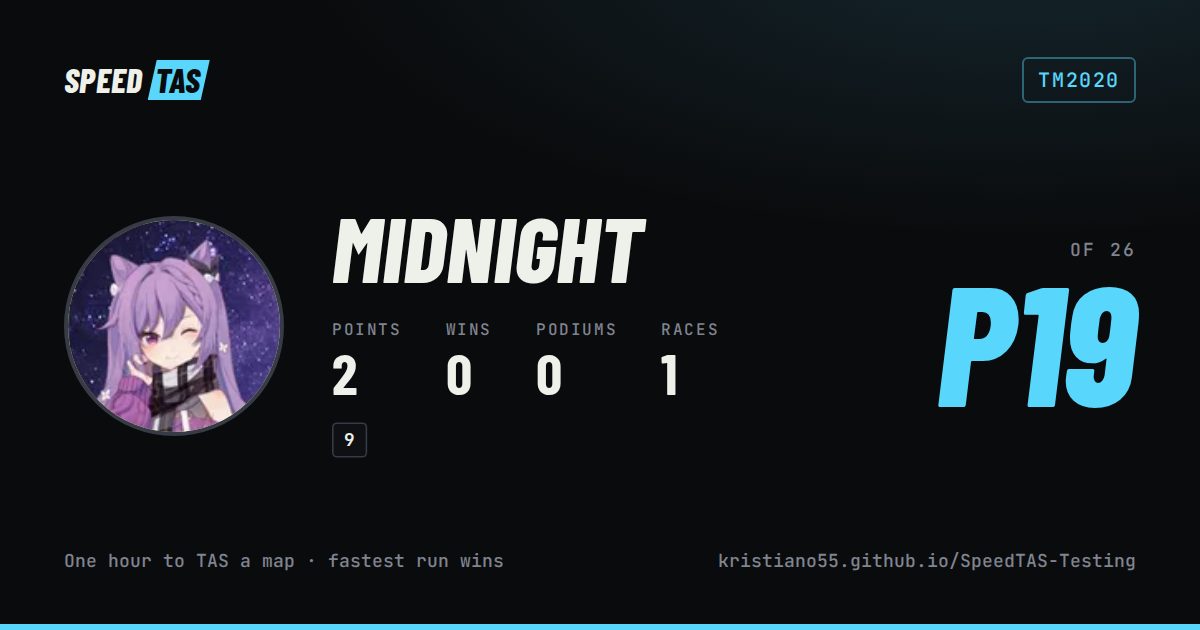 SPEED TAS
TM2020
MIDNIGHT
OF 26
P19
POINTS WINS PODIUMS RACES
2 0 0 1
9
One hour to TAS a map · fastest run wins
kristiano55.github.io/SpeedTAS-Testing